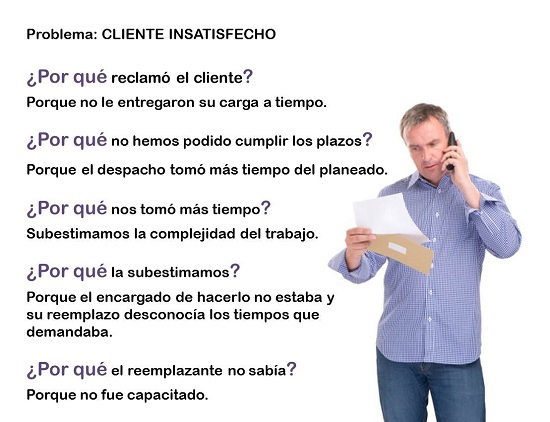 Problema: CLIENTE INSATISFECHO
¿Por qué reclamó el cliente?
Porque no le entregaron su carga a tiempo.
¿Por qué no hemos podido cumplir los plazos?
Porque el despacho tomó más tiempo del planeado.
¿Por qué nos tomó más tiempo?
Subestimamos la complejidad del trabajo.
¿Por qué la subestimamos?
Porque el encargado de hacerlo no estaba y
su reemplazo desconocía los tiempos que
demandaba.
¿Por qué el reemplazante no sabía?
Porque no fue capacitado.